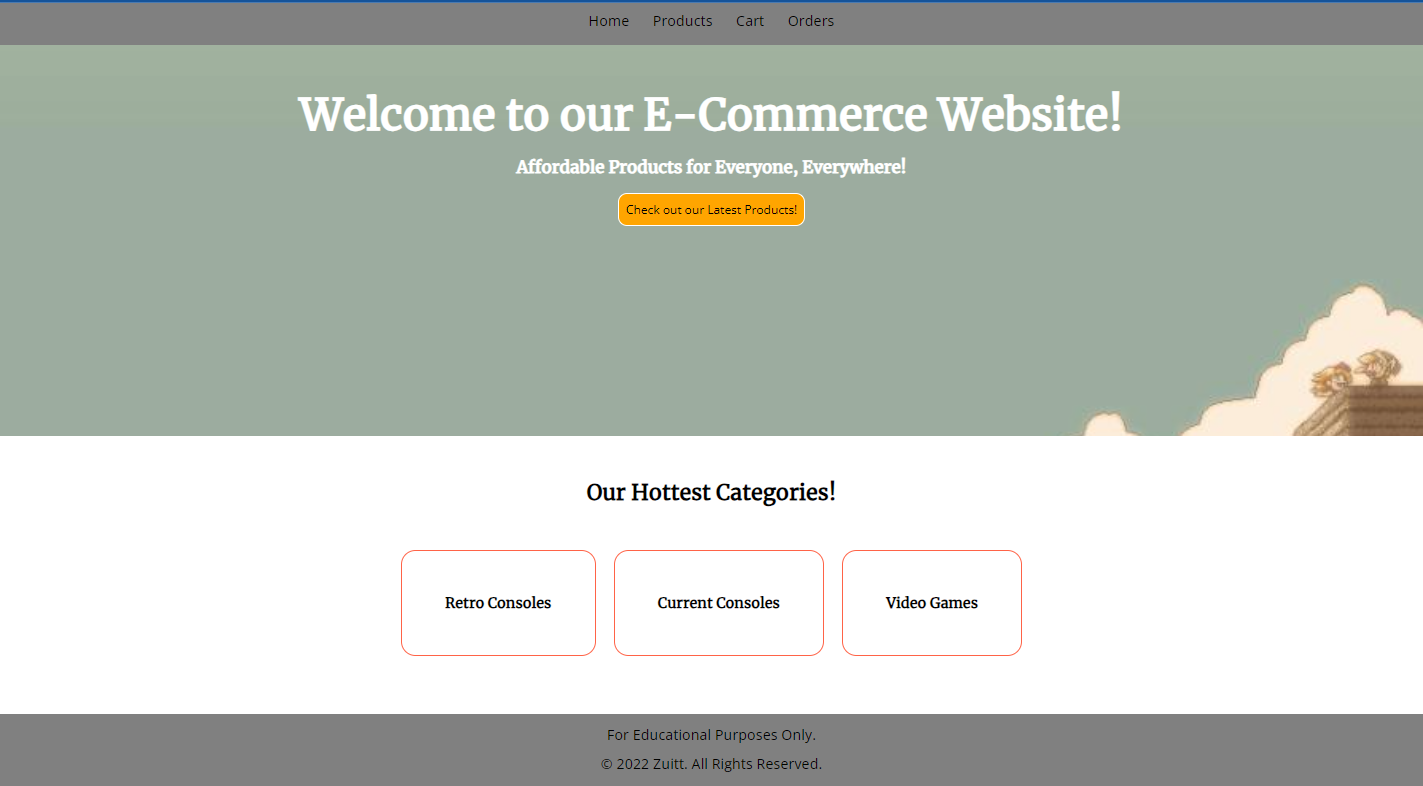 Home Products Cart Orders
Welcome to our E-Commerce Website!
Affordable Products for Everyone, Everywhere!
Check out our Latest Products!
Our Hottest Categories!
Retro Consoles Current Consoles Video Games
For Educational Purposes Only.
© 2022 Zuitt. All Rights Reserved.